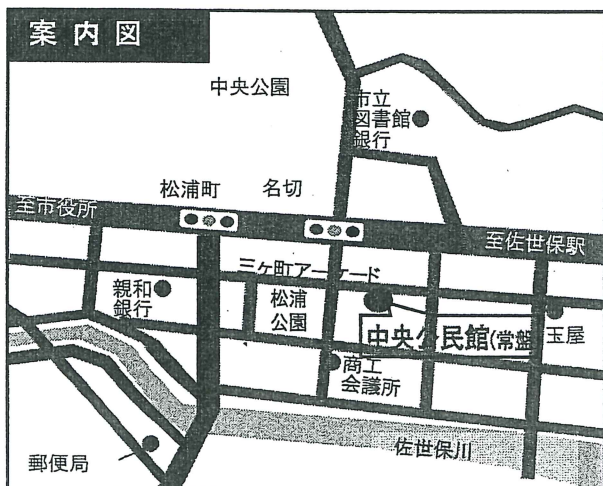 案内図
中央公園
市立
図書館
銀行
松浦町
名切
至市役所
至佐世保駅
三ヶ町アーケード
親和
銀行
松浦
公園
中央公民館(常盤
玉屋
商工
会議所
佐世保川
郵便局